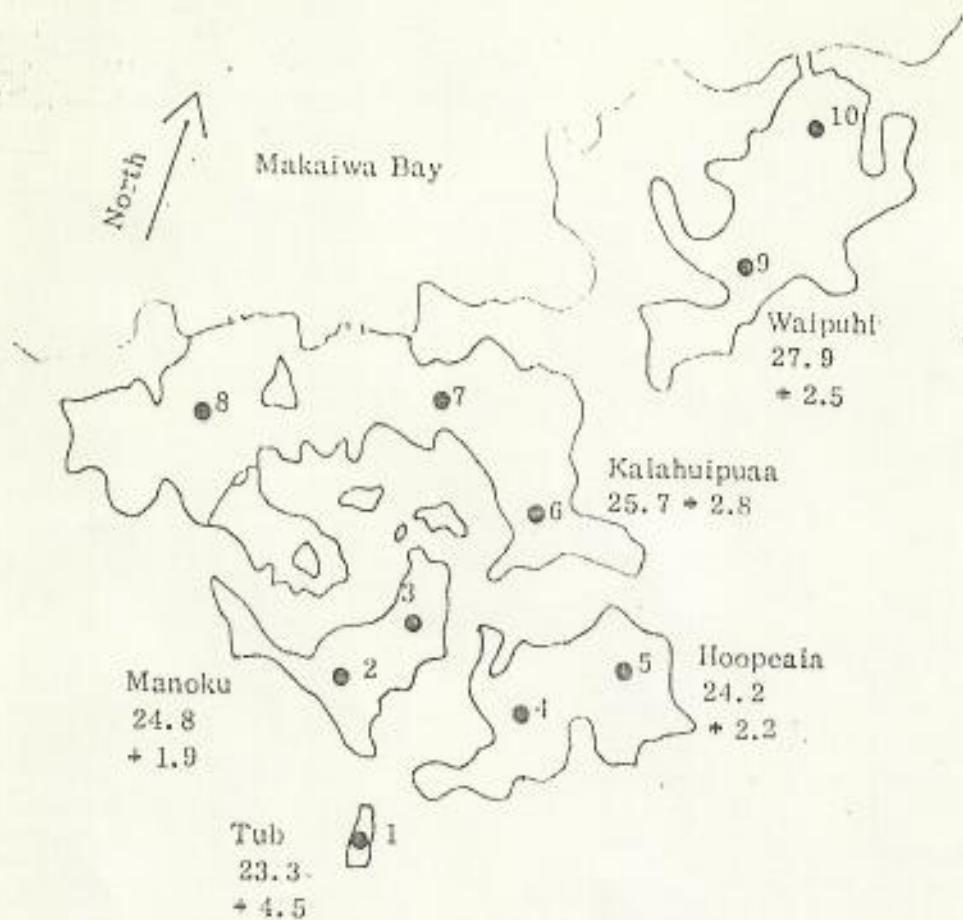 North
Makaiwa Bay
10
9
Waipuhi
27.9
+ 2.5
8
7
Kalahuipuaa
25.7 + 2.8
6
3
2
Manoku
24.8
+ 1.9
5
4
Hoopeaia
24.2
+ 2.2
1
Tub
23.3
+ 4.5